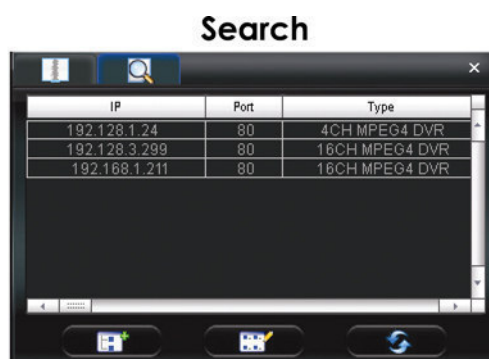 Search
IP Port Type
192.128.1.24 80 4CH MPEG4 DVR
192.128.3.299 80 16CH MPEG4 DVR
192.168.1.211 80 16CH MPEG4 DVR